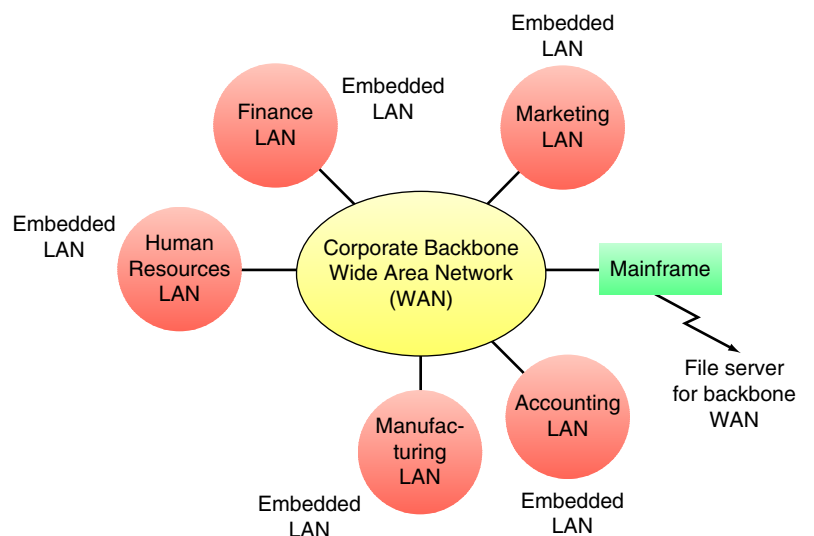 Embedded
LAN
Finance
LAN
Embedded
LAN
Marketing
LAN
Embedded
LAN
Human
Resources
LAN
Corporate Backbone
Wide Area Network
(WAN)
Mainframe
File server
for backbone
WAN
Accounting
LAN
Manufac-
turing
LAN
Embedded
LAN
Embedded
LAN